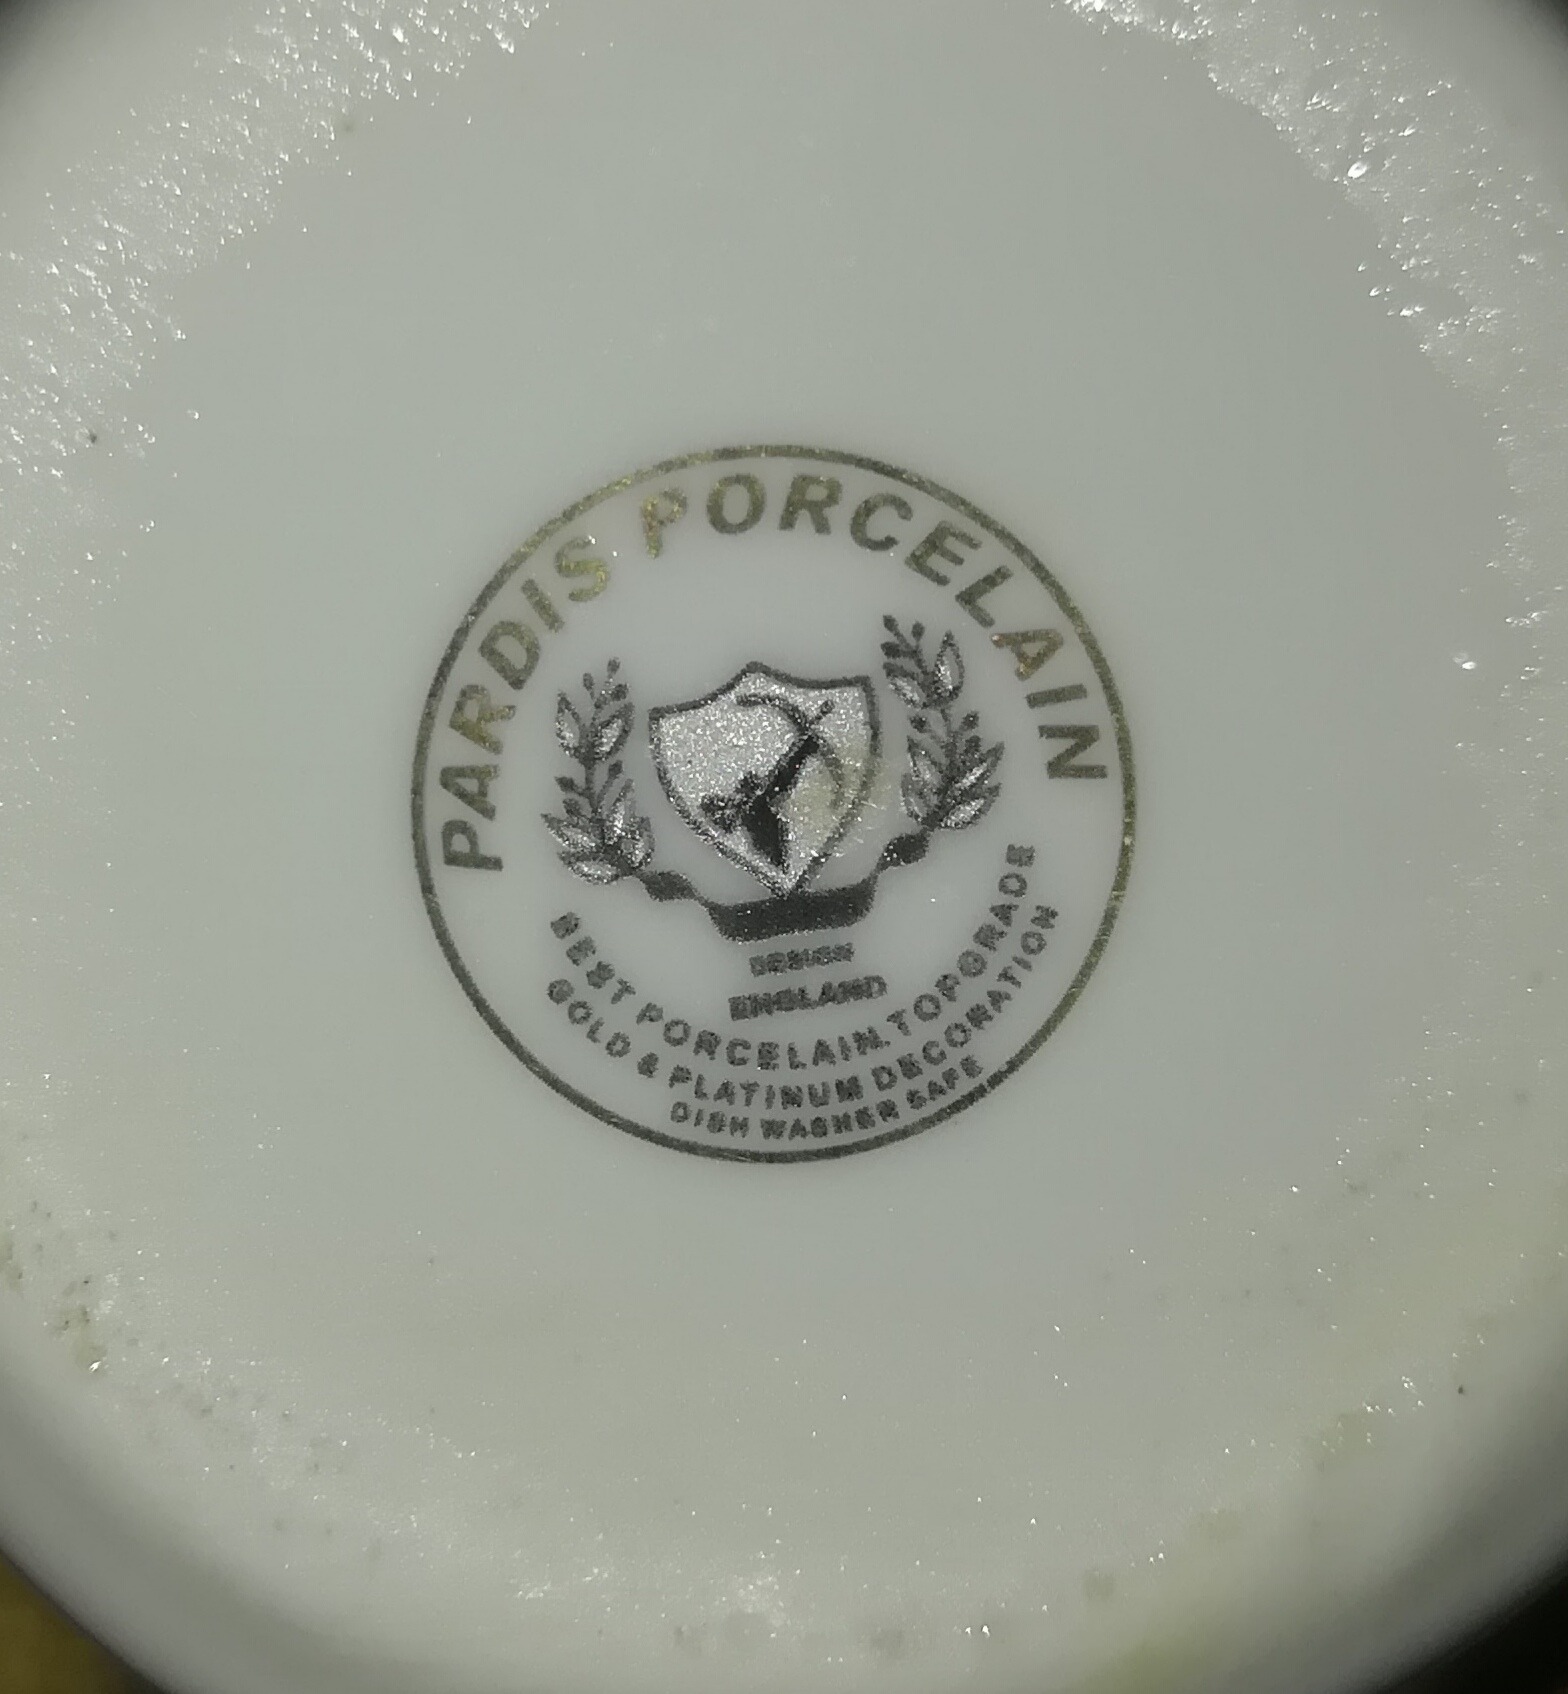 PARDIS PORCELAIN
DESIGN
ENGLAND
BEST PORCELAIN. TOPGRADE
GOLD & PLATINUM DECORATION
DISH WASHER SAFE